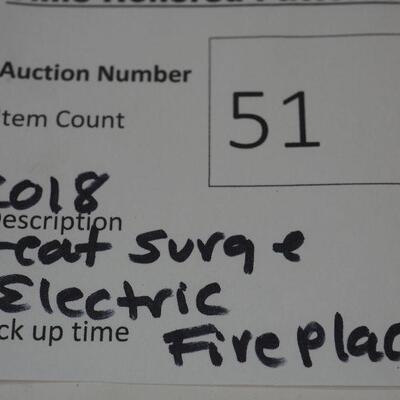 Auction Number
51
Item Count
2018
Description
Heat Surge
Electric
ck up time
Fireplac